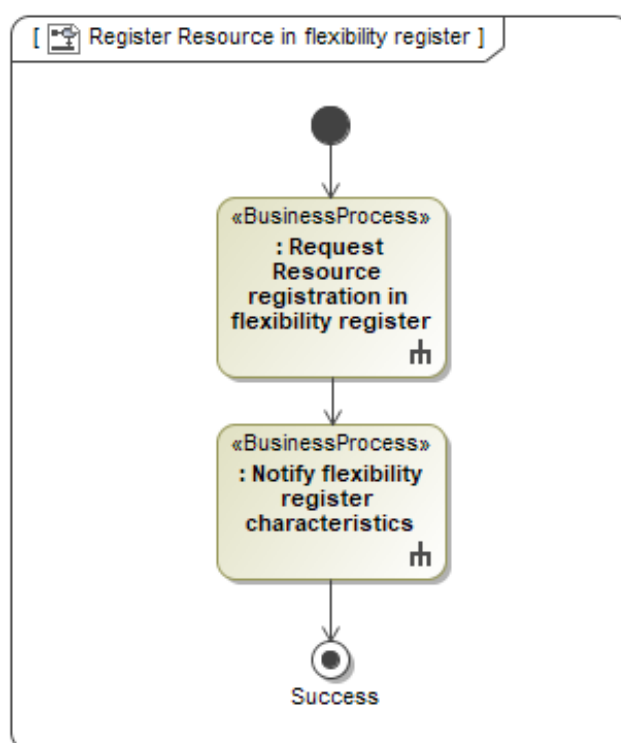 [ Register Resource in flexibility register ]
«BusinessProcess»
: Request
Resource
registration in
flexibility register
«BusinessProcess»
: Notify flexibility
register
characteristics
Success